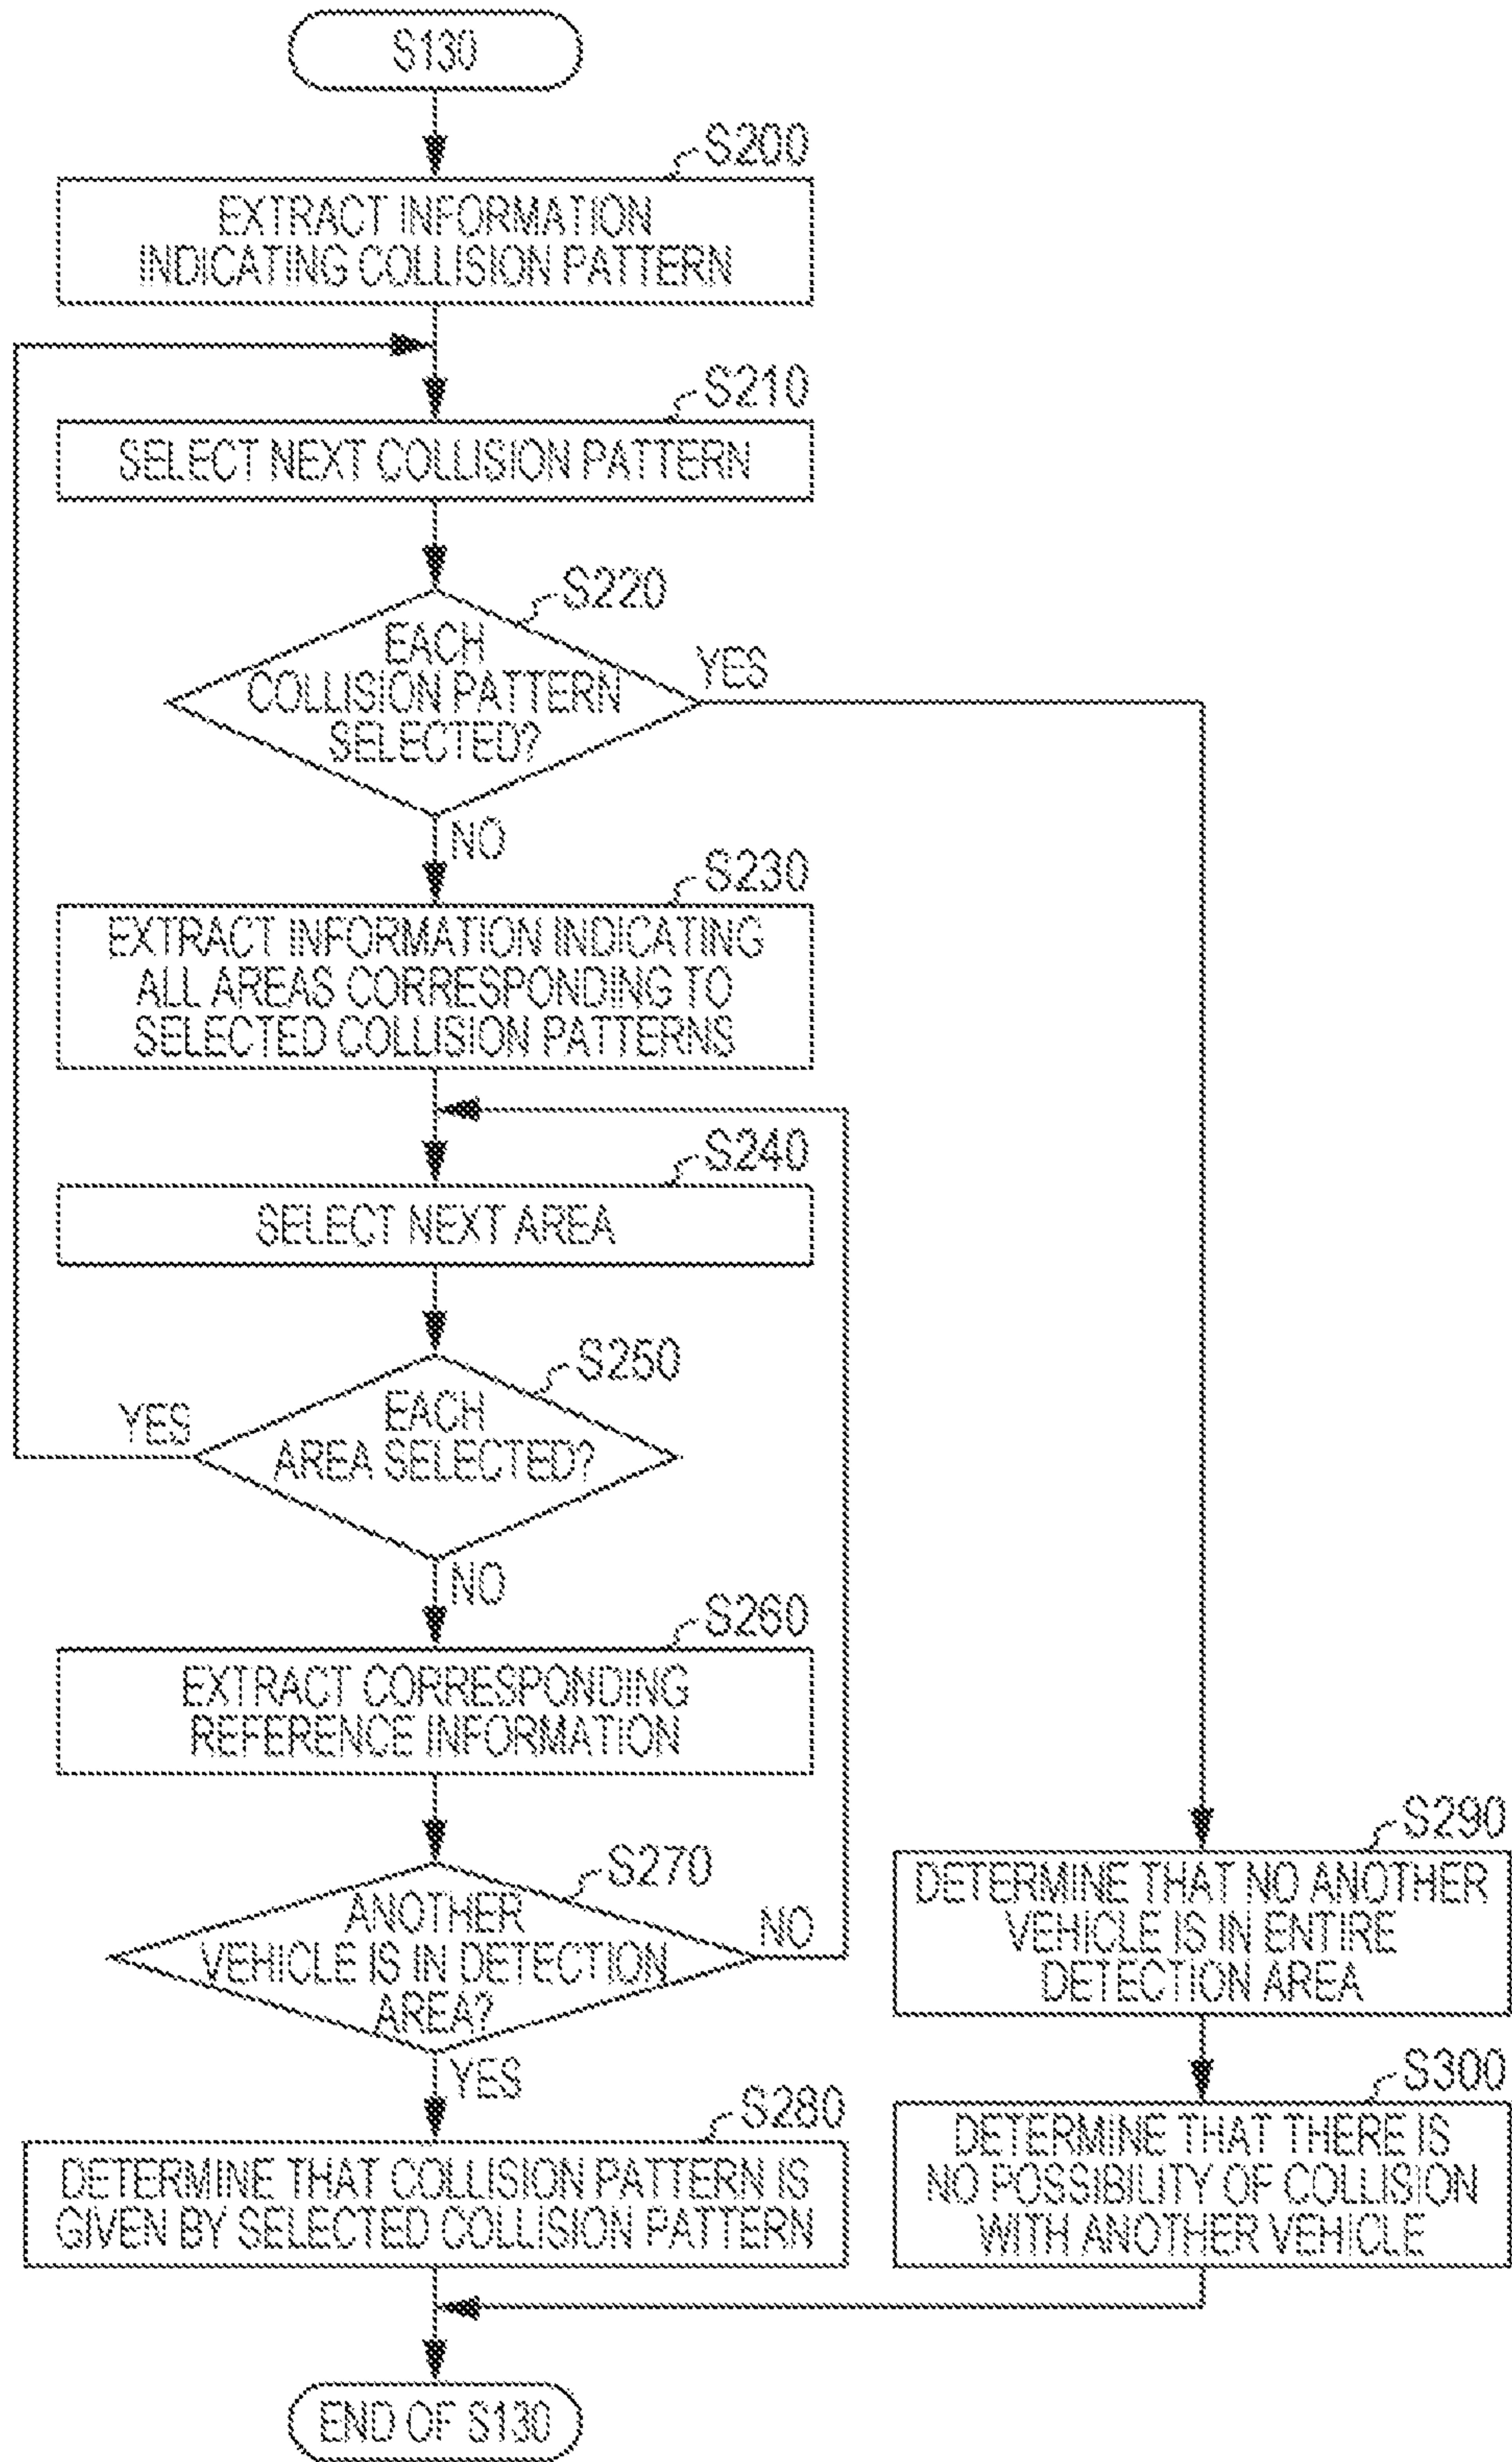 S130
S200
EXTRACT INFORMATION
INDICATING COLLISION PATTERN
S210
SELECT NEXT COLLISION PATTERN
S220
EACH
COLLISION PATTERN
SELECTED?
YES
NO
S230
EXTRACT INFORMATION INDICATING
ALL AREAS CORRESPONDING TO
SELECTED COLLISION PATTERNS
S240
SELECT NEXT AREA
S250
EACH
AREA SELECTED?
YES
NO
S260
EXTRACT CORRESPONDING
REFERENCE INFORMATION
S270
ANOTHER
VEHICLE IS IN DETECTION
AREA?
NO
YES
S280
DETERMINE THAT COLLISION PATTERN IS
GIVEN BY SELECTED COLLISION PATTERN
S290
DETERMINE THAT NO ANOTHER
VEHICLE IS IN ENTIRE
DETECTION AREA
S300
DETERMINE THAT THERE IS
NO POSSIBILITY OF COLLISION
WITH ANOTHER VEHICLE
END OF S130